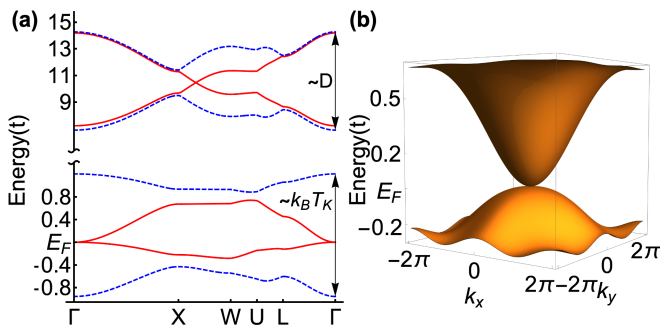 (a)
Energy(t)
15
13
11
9
0.8
0.4
E_F
-0.4
-0.8
~D
~k_BT_K
Γ X W U L Γ
(b)
Energy(t)
0.5
0.2
E_F
−0.2
−2π 0 2π
k_x
−2π 0 2π
k_y